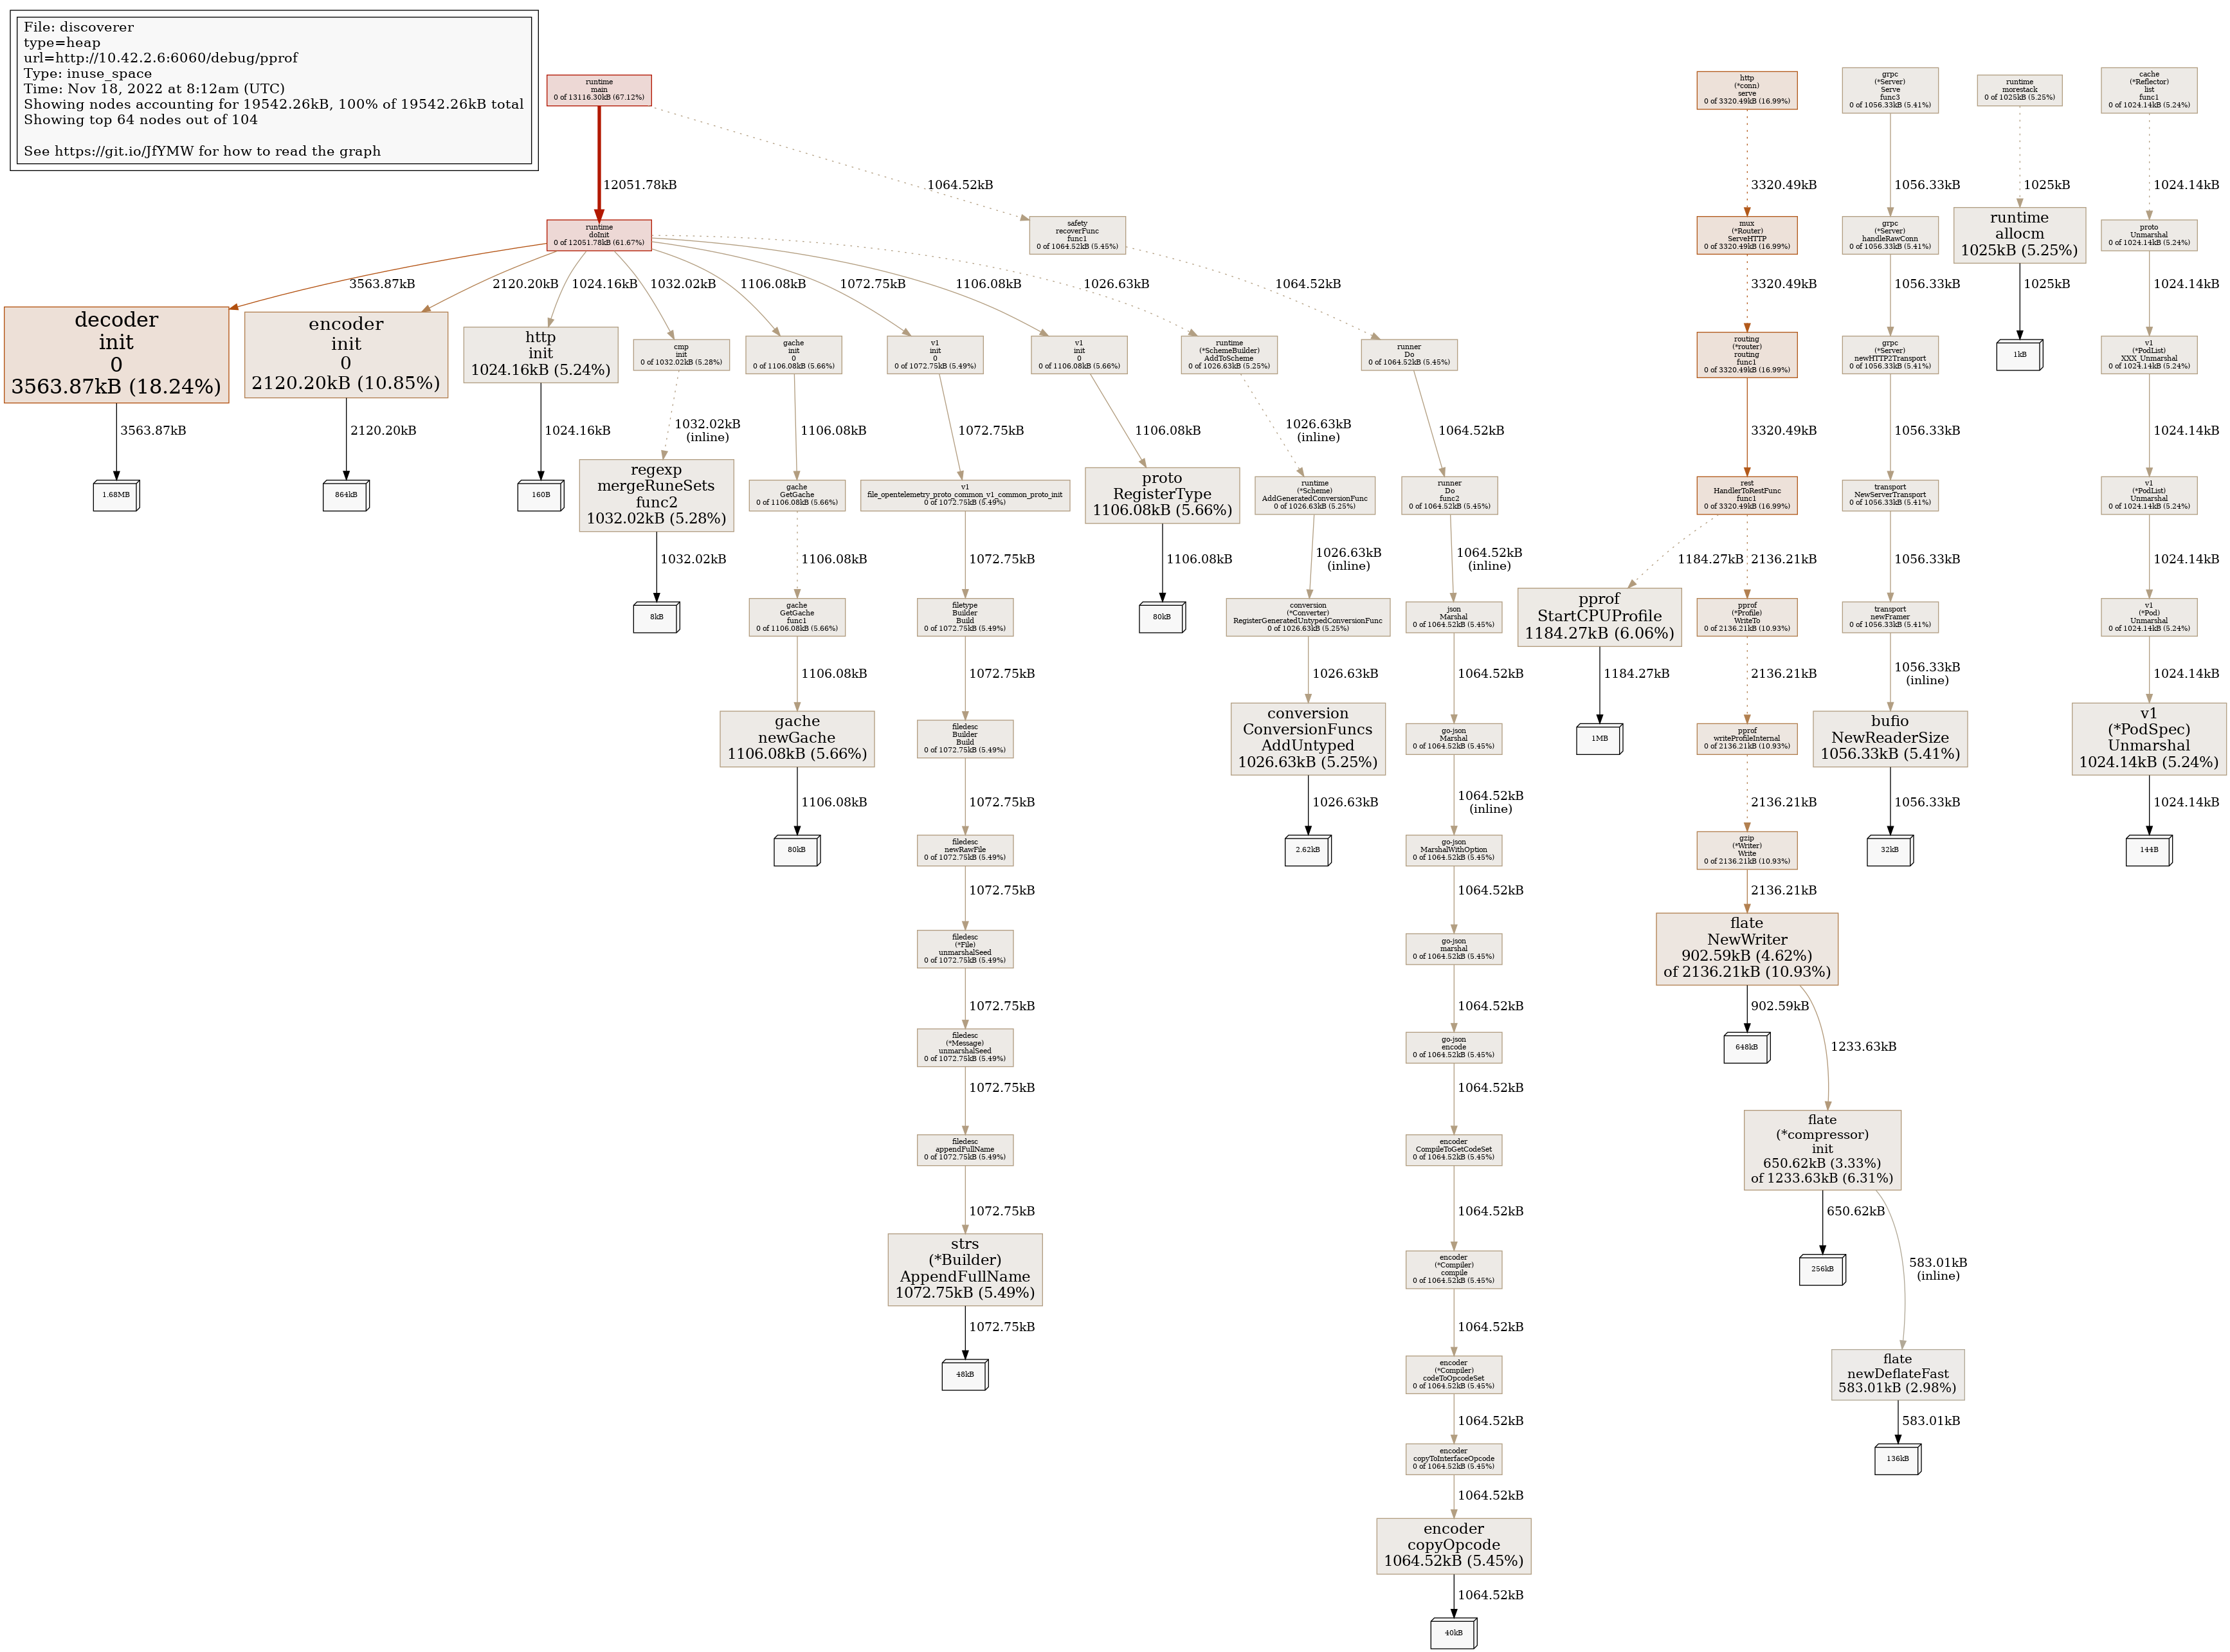 File: discoverer
type=heap
url=http://10.42.2.6:6060/debug/pprof
Type: inuse_space
Time: Nov 18, 2022 at 8:12am (UTC)
Showing nodes accounting for 19542.26kB, 100% of 19542.26kB total
Showing top 64 nodes out of 104
See https://git.io/JfYMW for how to read the graph
runtime
main
0 of 13116.30kB (67.12%)
http
(*conn)
serve
0 of 3320.49kB (16.99%)
grpc
(*Server)
Serve
func3
0 of 1056.33kB (5.41%)
runtime
morestack
0 of 1025kB (5.25%)
cache
(*Reflector)
list
func1
0 of 1024.14kB (5.24%)
12051.78kB
1064.52kB
3320.49kB
1056.33kB
1025kB
1024.14kB
runtime
doInit
0 of 12051.78kB (61.67%)
safety
recoverFunc
func1
0 of 1064.52kB (5.45%)
mux
(*Router)
ServeHTTP
0 of 3320.49kB (16.99%)
grpc
(*Server)
handleRawConn
0 of 1056.33kB (5.41%)
runtime
allocm
1025kB (5.25%)
proto
Unmarshal
0 of 1024.14kB (5.24%)
3563.87kB
2120.20kB
1024.16kB
1032.02kB
1106.08kB
1072.75kB
1106.08kB
1026.63kB
1064.52kB
3320.49kB
1056.33kB
1025kB
1024.14kB
decoder
init
0
3563.87kB (18.24%)
encoder
init
0
2120.20kB (10.85%)
http
init
1024.16kB (5.24%)
cmp
init
0 of 1032.02kB (5.28%)
gache
init
0
0 of 1106.08kB (5.66%)
v1
init
0
0 of 1072.75kB (5.49%)
v1
init
0
0 of 1106.08kB (5.66%)
runtime
(*SchemeBuilder)
AddToScheme
0 of 1026.63kB (5.25%)
runner
Do
0 of 1064.52kB (5.45%)
routing
(*router)
routing
func1
0 of 3320.49kB (16.99%)
grpc
(*Server)
newHTTP2Transport
0 of 1056.33kB (5.41%)
1kB
v1
(*PodList)
XXX_Unmarshal
0 of 1024.14kB (5.24%)
3563.87kB
2120.20kB
1024.16kB
1032.02kB
(inline)
1106.08kB
1072.75kB
1106.08kB
1026.63kB
(inline)
1064.52kB
3320.49kB
1056.33kB
1024.14kB
1.68MB
864kB
160B
regexp
mergeRuneSets
func2
1032.02kB (5.28%)
gache
GetGache
0 of 1106.08kB (5.66%)
v1
file_opentelemetry_proto_common_v1_common_proto_init
0 of 1072.75kB (5.49%)
proto
RegisterType
1106.08kB (5.66%)
runtime
(*Scheme)
AddGeneratedConversionFunc
0 of 1026.63kB (5.25%)
runner
Do
func2
0 of 1064.52kB (5.45%)
rest
HandlerToRestFunc
func1
0 of 3320.49kB (16.99%)
transport
NewServerTransport
0 of 1056.33kB (5.41%)
v1
(*PodList)
Unmarshal
0 of 1024.14kB (5.24%)
1032.02kB
1106.08kB
1072.75kB
1106.08kB
1026.63kB
(inline)
1064.52kB
(inline)
1184.27kB
2136.21kB
1056.33kB
1024.14kB
8kB
gache
GetGache
func1
0 of 1106.08kB (5.66%)
filetype
Builder
Build
0 of 1072.75kB (5.49%)
80kB
conversion
(*Converter)
RegisterGeneratedUntypedConversionFunc
0 of 1026.63kB (5.25%)
json
Marshal
0 of 1064.52kB (5.45%)
pprof
StartCPUProfile
1184.27kB (6.06%)
pprof
(*Profile)
WriteTo
0 of 2136.21kB (10.93%)
transport
newFramer
0 of 1056.33kB (5.41%)
v1
(*Pod)
Unmarshal
0 of 1024.14kB (5.24%)
1106.08kB
1072.75kB
1026.63kB
1064.52kB
1184.27kB
2136.21kB
1056.33kB
(inline)
1024.14kB
gache
newGache
1106.08kB (5.66%)
filedesc
Builder
Build
0 of 1072.75kB (5.49%)
conversion
ConversionFuncs
AddUntyped
1026.63kB (5.25%)
go-json
Marshal
0 of 1064.52kB (5.45%)
1MB
pprof
writeProfileInternal
0 of 2136.21kB (10.93%)
bufio
NewReaderSize
1056.33kB (5.41%)
v1
(*PodSpec)
Unmarshal
1024.14kB (5.24%)
1106.08kB
1072.75kB
1026.63kB
1064.52kB
(inline)
2136.21kB
1056.33kB
1024.14kB
80kB
filedesc
newRawFile
0 of 1072.75kB (5.49%)
2.62kB
go-json
MarshalWithOption
0 of 1064.52kB (5.45%)
gzip
(*Writer)
Write
0 of 2136.21kB (10.93%)
32kB
144B
1072.75kB
1064.52kB
2136.21kB
filedesc
(*File)
unmarshalSeed
0 of 1072.75kB (5.49%)
go-json
marshal
0 of 1064.52kB (5.45%)
flate
NewWriter
902.59kB (4.62%)
of 2136.21kB (10.93%)
1072.75kB
1064.52kB
902.59kB
filedesc
(*Message)
unmarshalSeed
0 of 1072.75kB (5.49%)
go-json
encode
0 of 1064.52kB (5.45%)
648kB
1233.63kB
1072.75kB
1064.52kB
filedesc
appendFullName
0 of 1072.75kB (5.49%)
encoder
CompileToGetCodeSet
0 of 1064.52kB (5.45%)
flate
(*compressor)
init
650.62kB (3.33%)
of 1233.63kB (6.31%)
1072.75kB
1064.52kB
650.62kB
strs
(*Builder)
AppendFullName
1072.75kB (5.49%)
encoder
(*Compiler)
compile
0 of 1064.52kB (5.45%)
256kB
583.01kB
(inline)
1072.75kB
1064.52kB
48kB
encoder
(*Compiler)
codeToOpcodeSet
0 of 1064.52kB (5.45%)
flate
newDeflateFast
583.01kB (2.98%)
1064.52kB
583.01kB
encoder
copyToInterfaceOpcode
0 of 1064.52kB (5.45%)
136kB
1064.52kB
encoder
copyOpcode
1064.52kB (5.45%)
1064.52kB
40kB